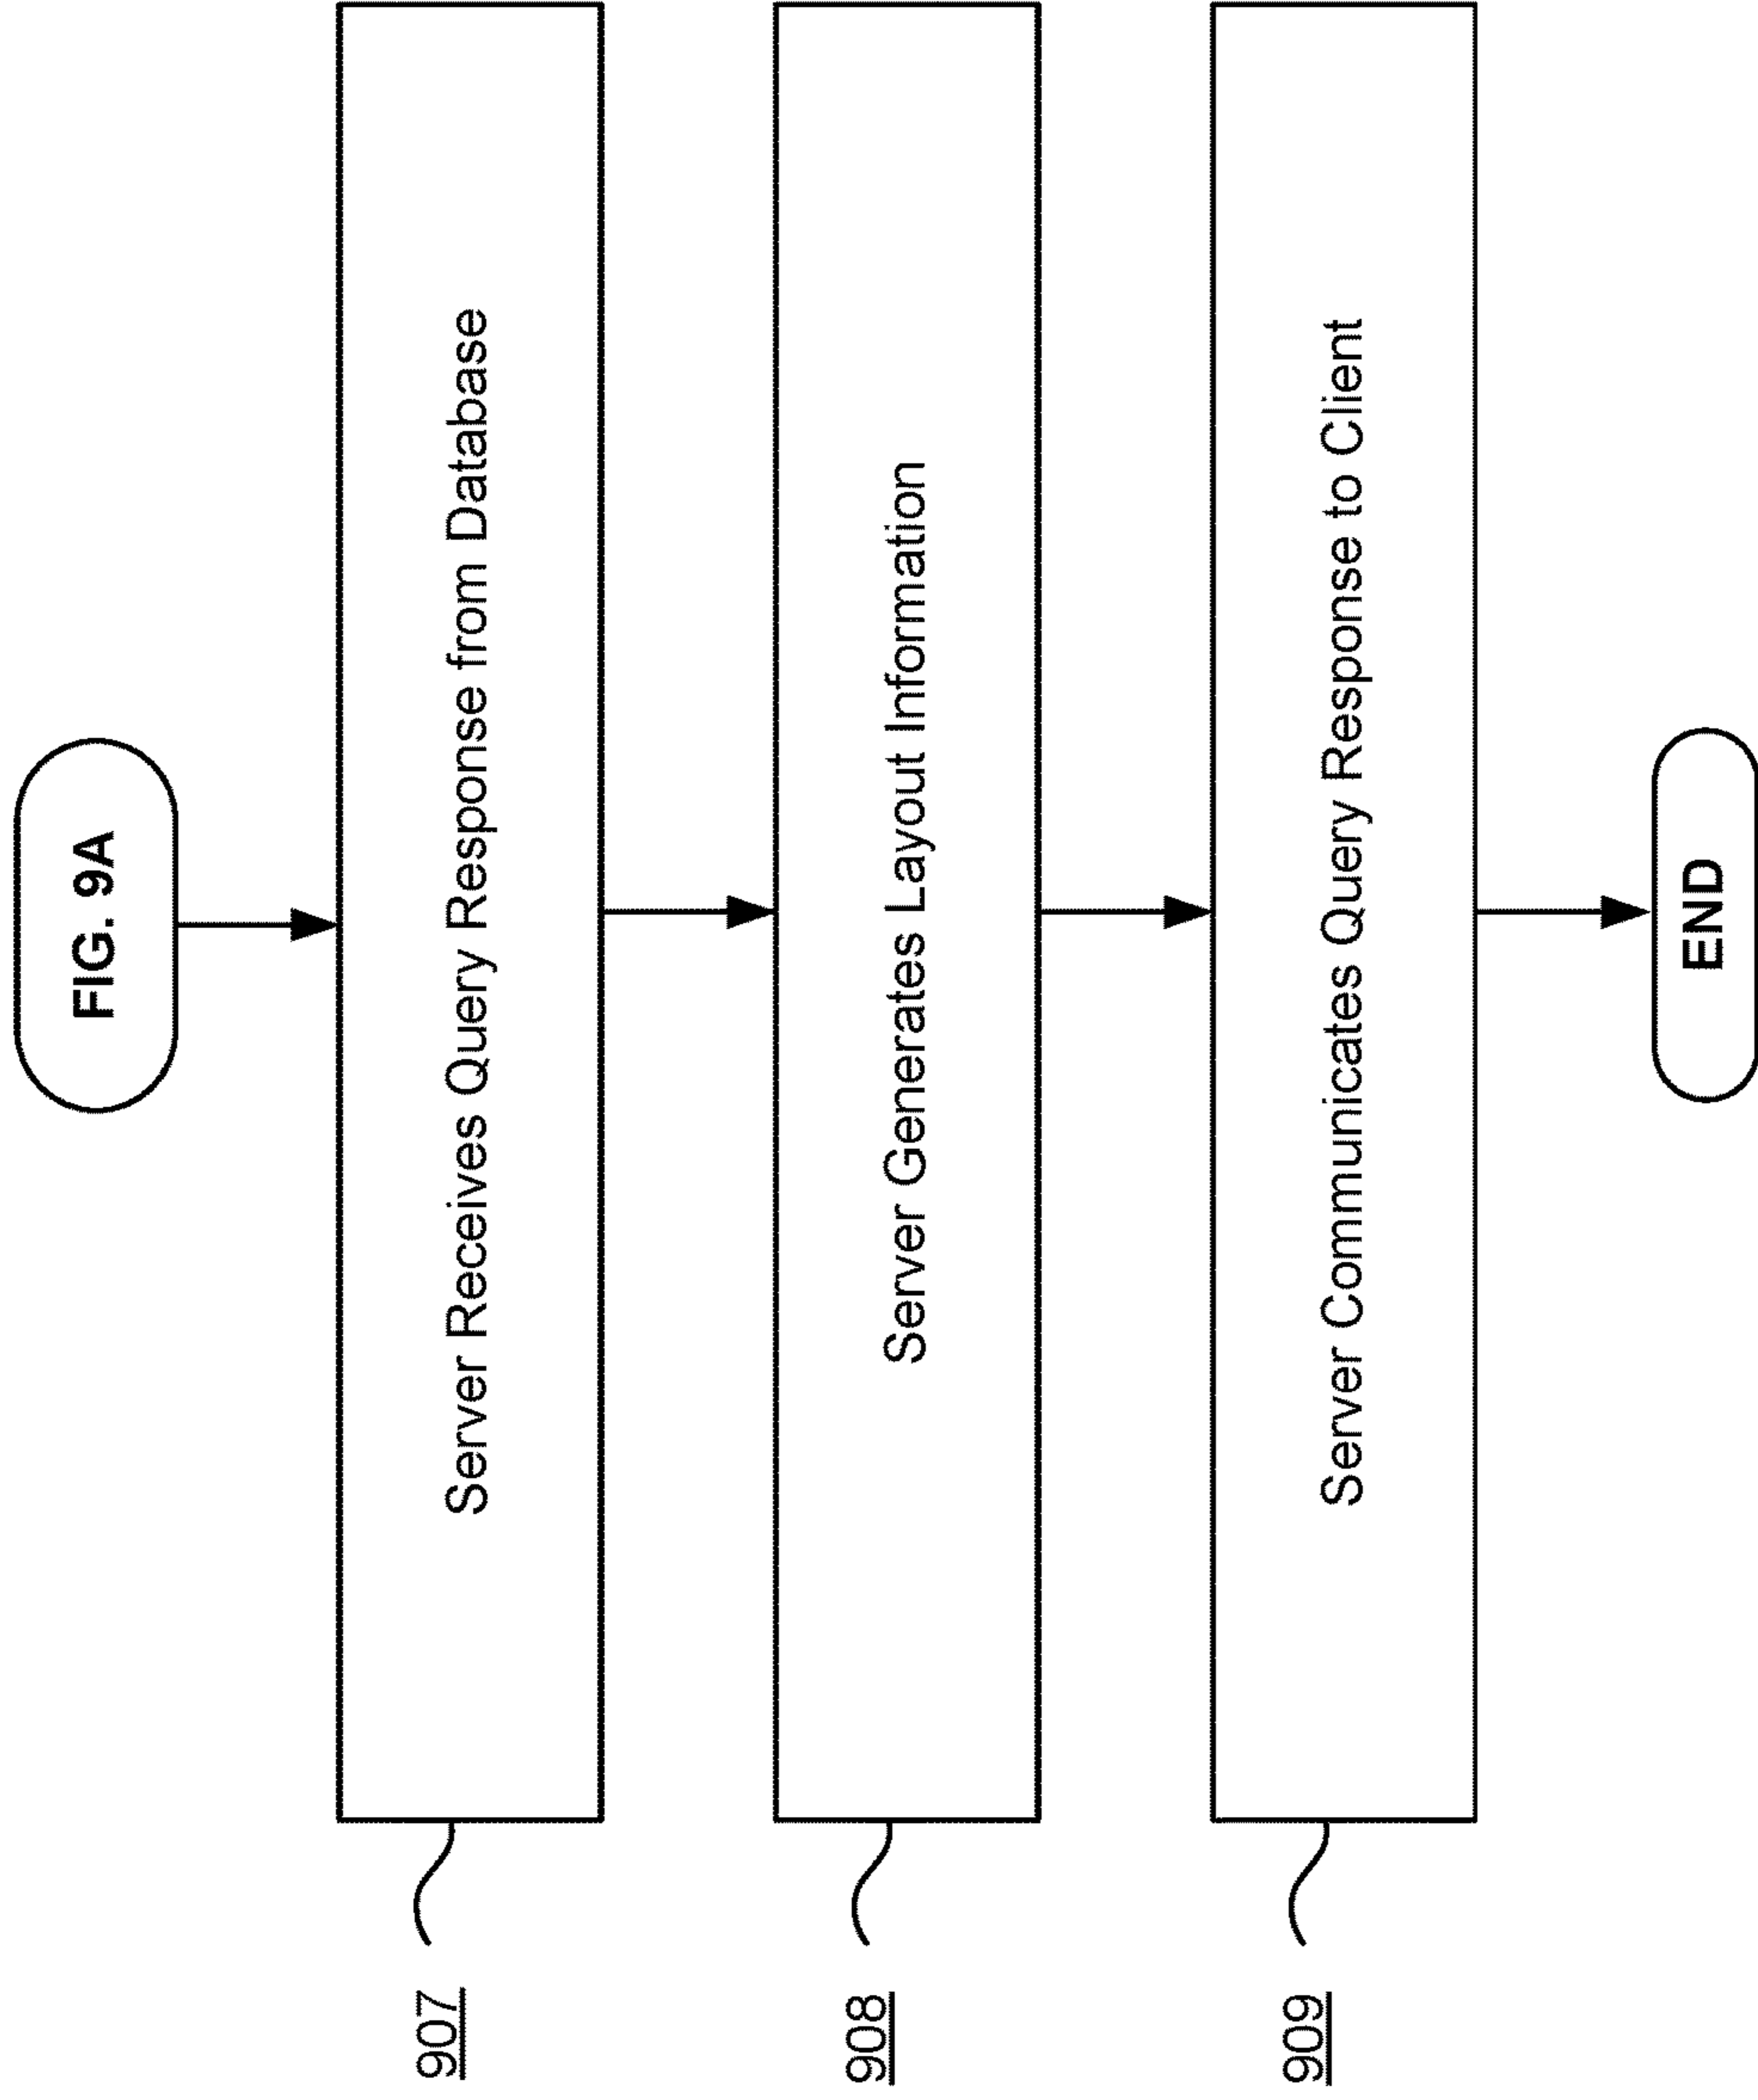 FIG. 9A
907
Server Receives Query Response from Database
908
Server Generates Layout Information
909
Server Communicates Query Response to Client
END